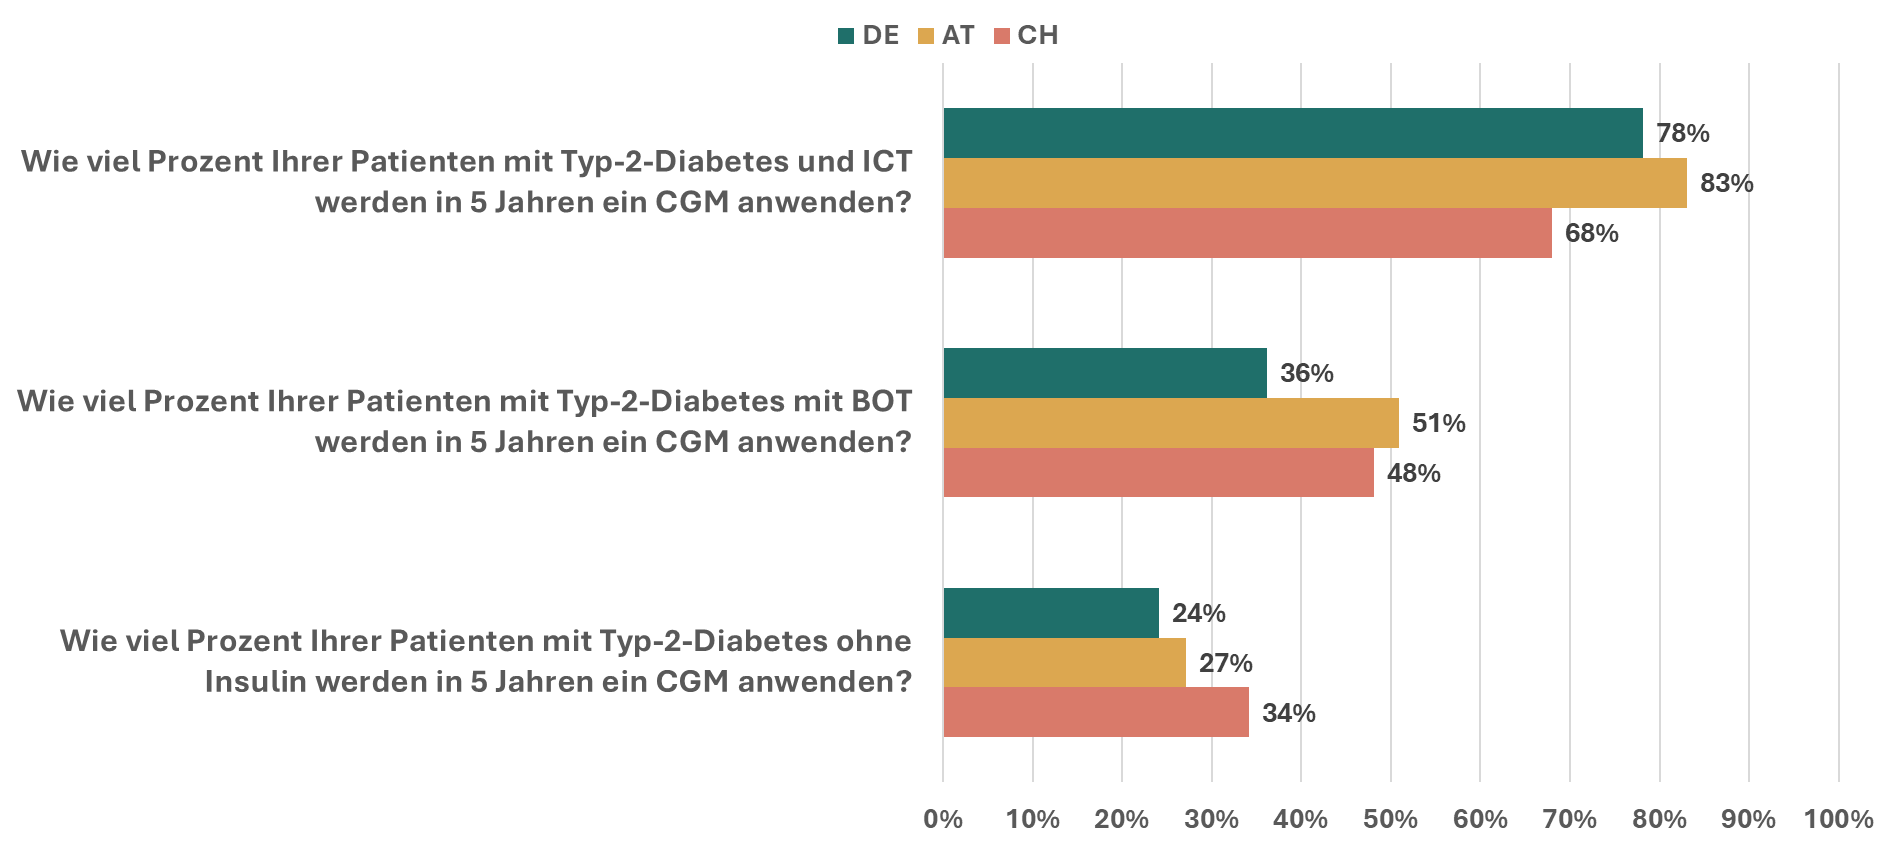 DE AT CH
Wie viel Prozent Ihrer Patienten mit Typ-2-Diabetes und ICT
werden in 5 Jahren ein CGM anwenden?
78%
83%
68%
Wie viel Prozent Ihrer Patienten mit Typ-2-Diabetes mit BOT
werden in 5 Jahren ein CGM anwenden?
36%
51%
48%
Wie viel Prozent Ihrer Patienten mit Typ-2-Diabetes ohne
Insulin werden in 5 Jahren ein CGM anwenden?
24%
27%
34%
0% 10% 20% 30% 40% 50% 60% 70% 80% 90% 100%